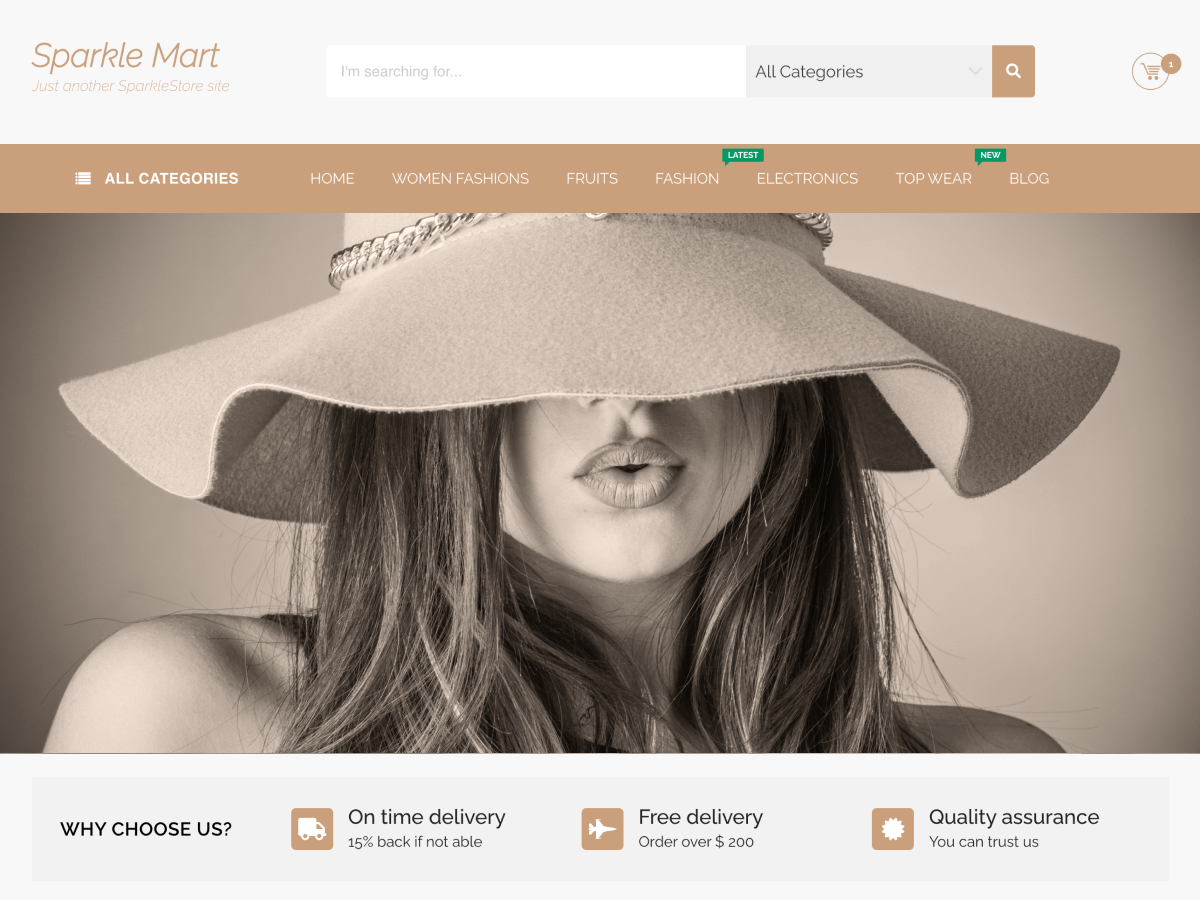 Sparkle Mart
Just another SparkleStore site
I'm searching for...
All Categories
1
LATEST
NEW
ALL CATEGORIES
HOME
WOMEN FASHIONS
FRUITS
FASHION
ELECTRONICS
TOP WEAR
BLOG
WHY CHOOSE US?
On time delivery
15% back if not able
Free delivery
Order over $ 200
Quality assurance
You can trust us